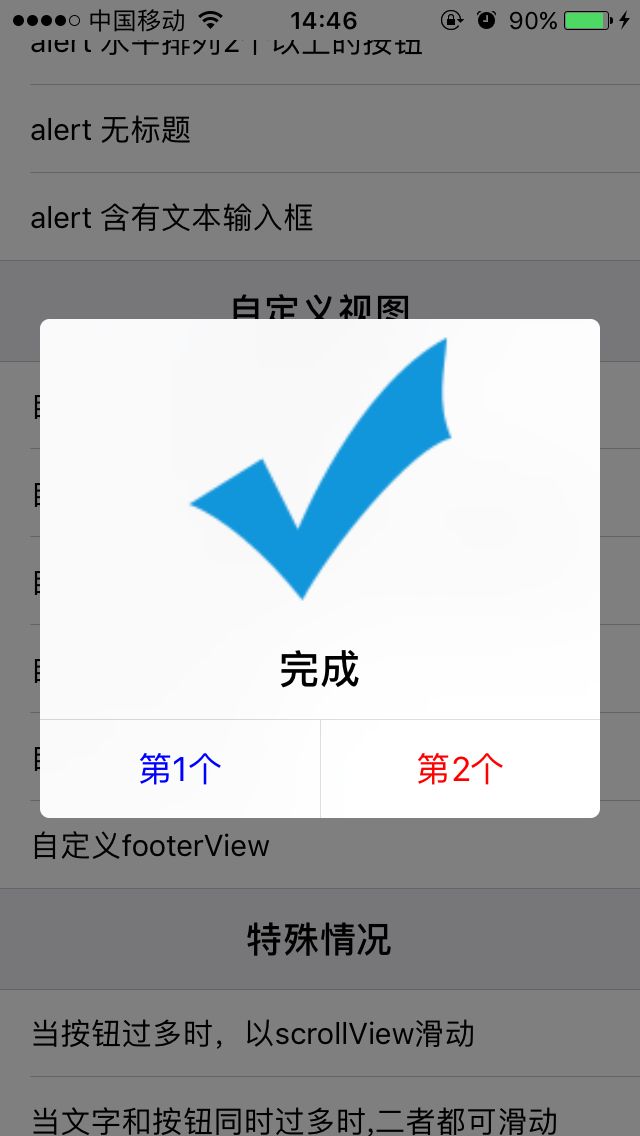 中国移动 14:46 90%
alert 水平排列2个以上的按钮
alert 无标题
alert 含有文本输入框
自定义视图
完成
第1个 第2个
自定义footerView
特殊情况
当按钮过多时，以scrollView滑动
当文字和按钮同时过多时,二者都可滑动